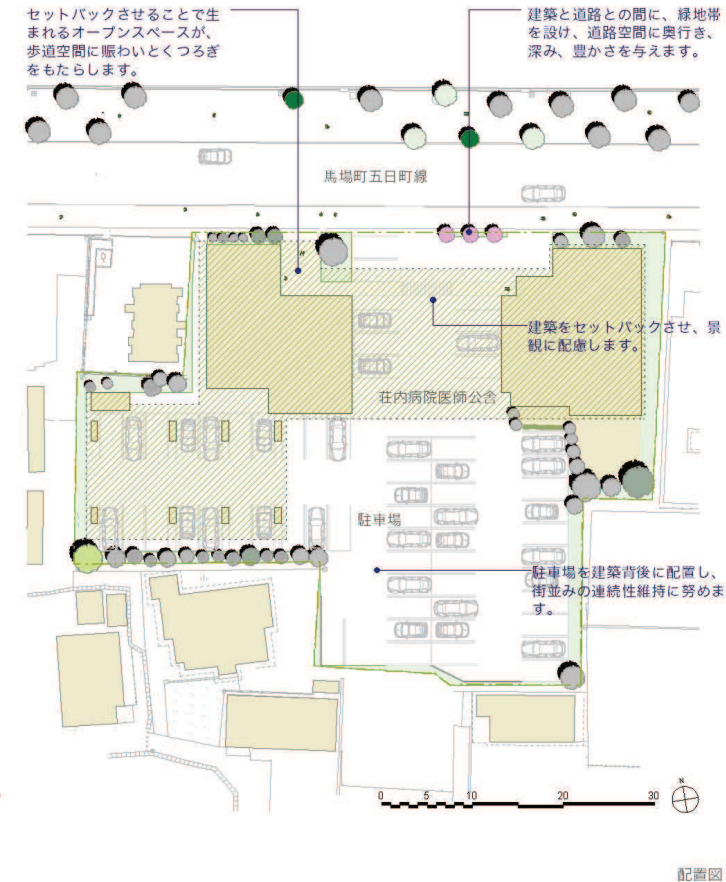 セットバックさせることで生
まれるオープンスペースが、
歩道空間に賑わいとくつろぎ
をもたらします。
建築と道路との間に、緑地帯
を設け、道路空間に奥行き、
深み、豊かさを与えます。
馬場町五日町線
建築をセットバックさせ、景
観に配慮します。
荘内病院医師公舎
駐車場
駐車場を建築背後に配置し、
街並みの連続性維持に努めま
す。
0 5 10 20 30
N
配置図